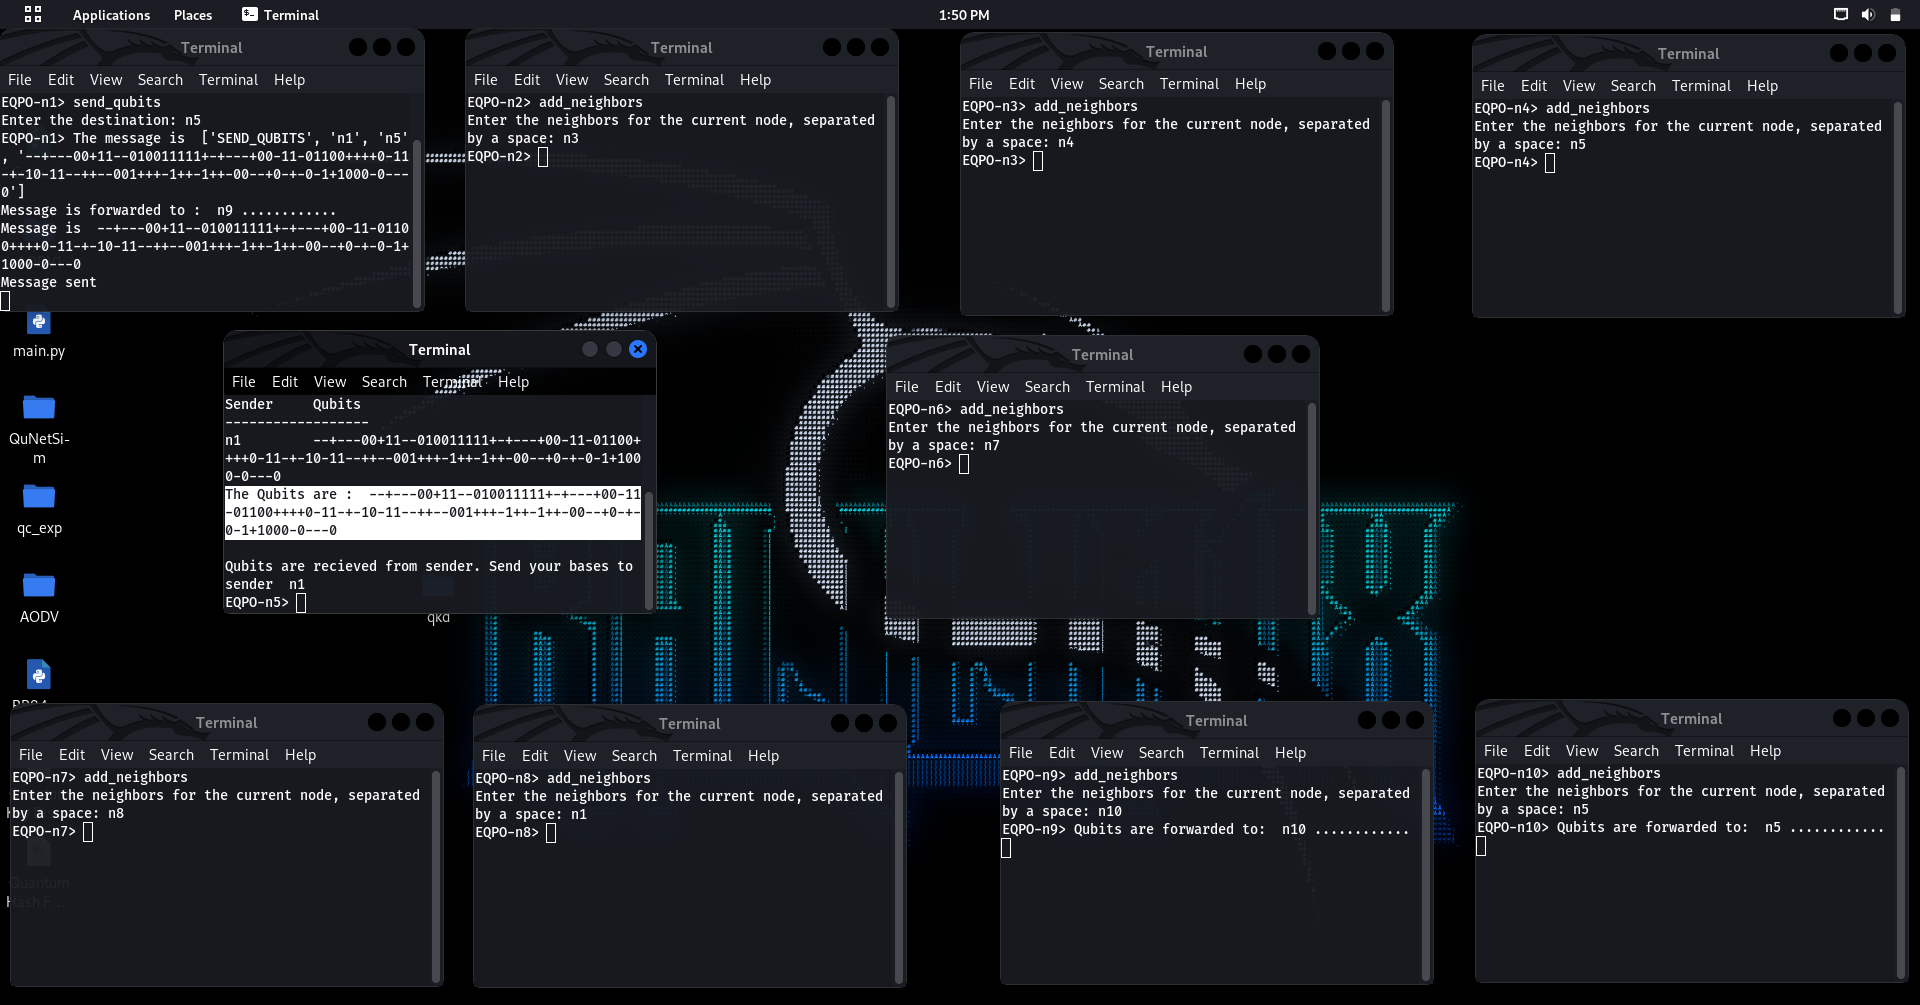 Applications Places Terminal 1:50 PM
Terminal
File Edit View Search Terminal Help
EQPO-n1> send_qubits
Enter the destination: n5
EQPO-n1> The message is  ['SEND_QUBITS', 'n1', 'n5'
, '--+---00+11--010011111+-+---+00-11-01100++++0-11
-+-10-11--++--001+++-1++-1++-00--+0-+-0-1+1000-0---
0']
Message is forwarded to :  n9 ............
Message is  --+---00+11--010011111+-+---+00-11-0110
0++++0-11-+-10-11--++--001+++-1++-1++-00--+0-+-0-1+
1000-0---0
Message sent
Terminal
File Edit View Search Terminal Help
EQPO-n2> add_neighbors
Enter the neighbors for the current node, separated
by a space: n3
EQPO-n2>
Terminal
File Edit View Search Terminal Help
EQPO-n3> add_neighbors
Enter the neighbors for the current node, separated
by a space: n4
EQPO-n3>
Terminal
File Edit View Search Terminal Help
EQPO-n4> add_neighbors
Enter the neighbors for the current node, separated
by a space: n5
EQPO-n4>
main.py
QuNetSi-
m
qc_exp
AODV
Terminal
File Edit View Search Terminal Help
Sender     Qubits
------------------
n1         --+---00+11--010011111+-+---+00-11-01100+
+++0-11-+-10-11--++--001+++-1++-1++-00--+0-+-0-1+100
0-0---0
The Qubits are :  --+---00+11--010011111+-+---+00-11
-01100++++0-11-+-10-11--++--001+++-1++-1++-00--+0-+-
0-1+1000-0---0
Qubits are recieved from sender. Send your bases to
sender  n1
EQPO-n5>
qkd
Terminal
File Edit View Search Terminal Help
EQPO-n6> add_neighbors
Enter the neighbors for the current node, separated
by a space: n7
EQPO-n6>
Terminal
File Edit View Search Terminal Help
EQPO-n7> add_neighbors
Enter the neighbors for the current node, separated
by a space: n8
EQPO-n7>
Quantum
Hash F...
Terminal
File Edit View Search Terminal Help
EQPO-n8> add_neighbors
Enter the neighbors for the current node, separated
by a space: n1
EQPO-n8>
Terminal
File Edit View Search Terminal Help
EQPO-n9> add_neighbors
Enter the neighbors for the current node, separated
by a space: n10
EQPO-n9> Qubits are forwarded to:  n10 ............
Terminal
File Edit View Search Terminal Help
EQPO-n10> add_neighbors
Enter the neighbors for the current node, separated
by a space: n5
EQPO-n10> Qubits are forwarded to:  n5 ............